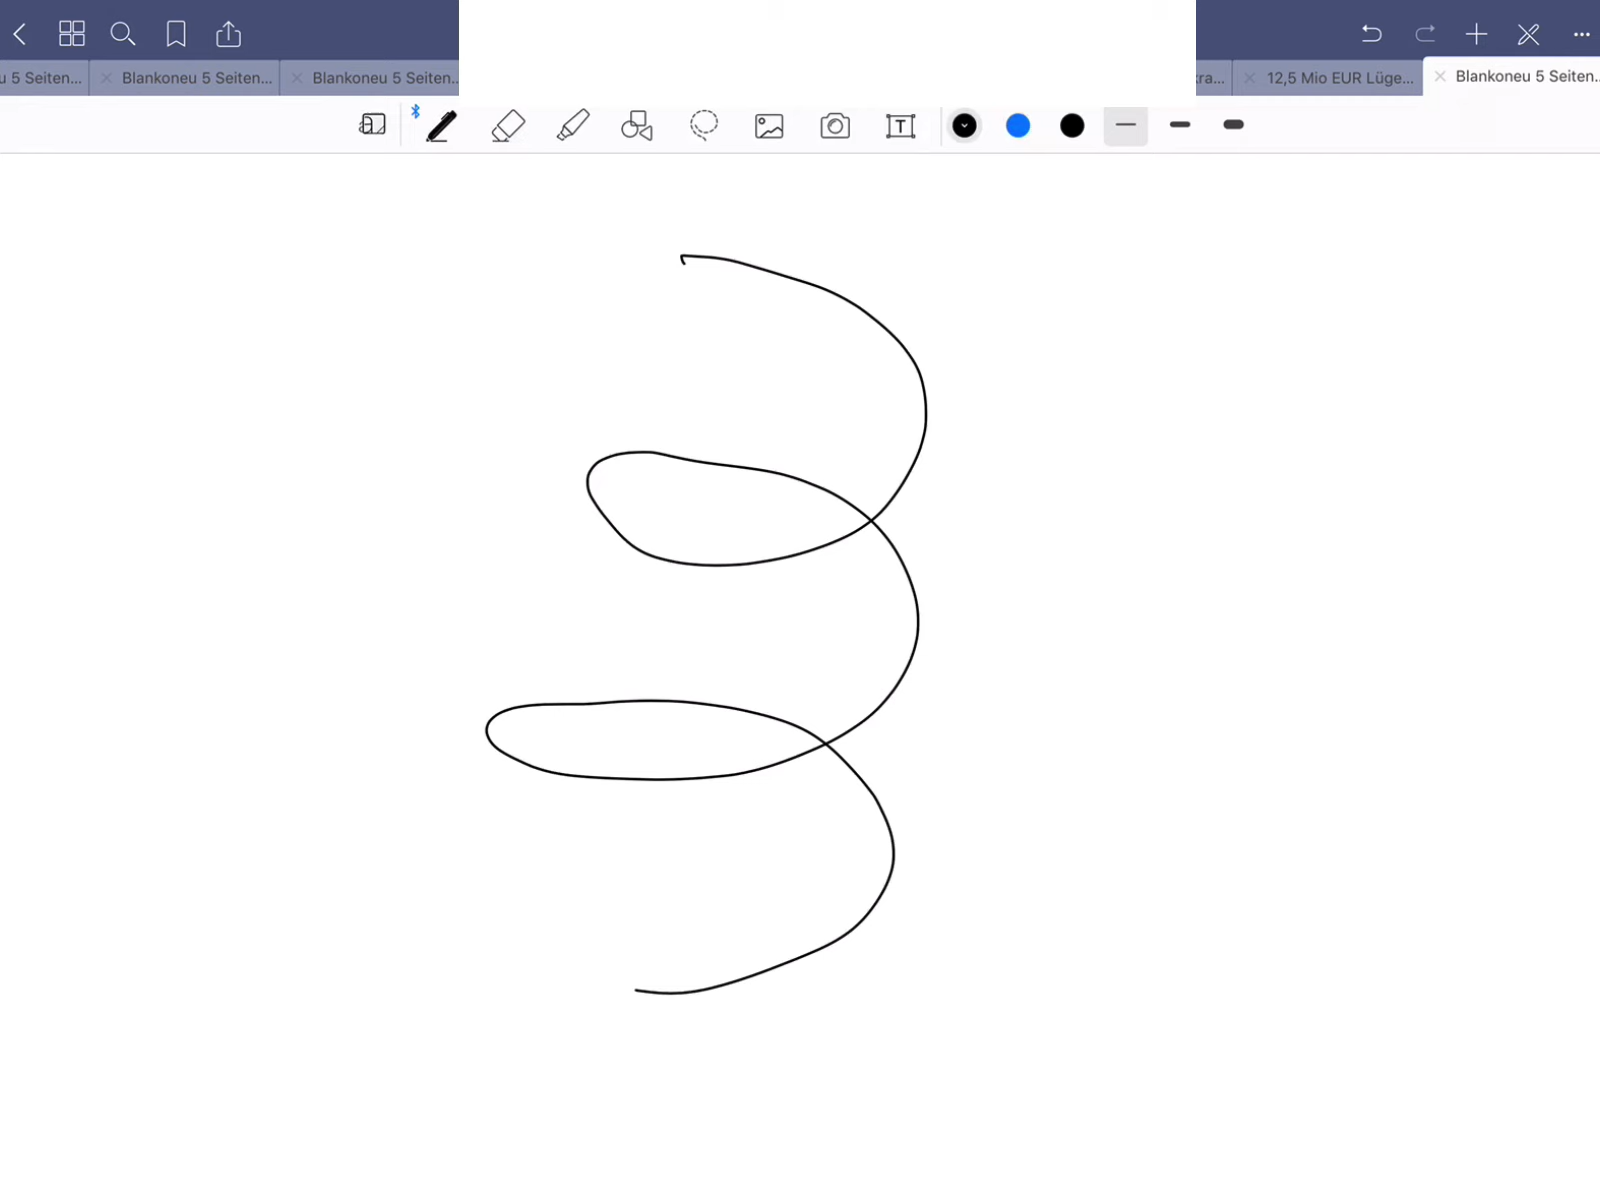 u 5 Seiten...
Blankoneu 5 Seiten...
Blankoneu 5 Seiten..
ra...
12,5 Mio EUR Lüge...
Blankoneu 5 Seiten..
T